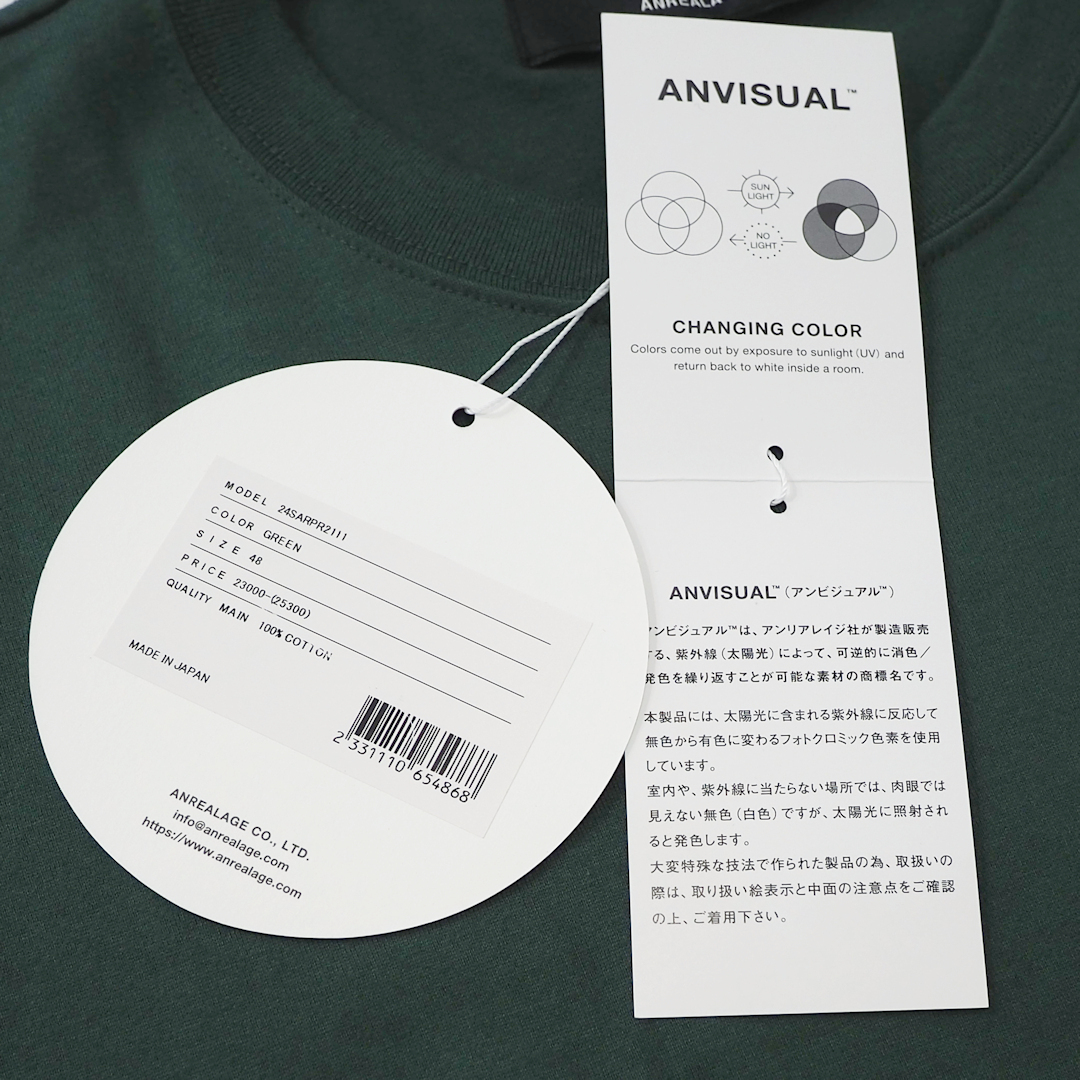 ANREALA
ANVISUAL™
SUN
LIGHT
NO
LIGHT
CHANGING COLOR
Colors come out by exposure to sunlight (UV) and
return back to white inside a room.
ANVISUAL™（アンビジュアル™）
ンビジュアル™は、アンリアレイジ社が製造販売
する、紫外線（太陽光）によって、可逆的に消色／
発色を繰り返すことが可能な素材の商標名です。
本製品には、太陽光に含まれる紫外線に反応して
無色から有色に変わるフォトクロミック色素を使用
しています。
室内や、紫外線に当たらない場所では、肉眼では
見えない無色（白色）ですが、太陽光に照射され
ると発色します。
大変特殊な技法で作られた製品の為、取扱いの
際は、取り扱い絵表示と中面の注意点をご確認
の上、ご着用下さい。
MODEL 24SARPR2111
COLOR GREEN
SIZE 48
PRICE 23000-(25300)
QUALITY MAIN 100% COTTON
MADE IN JAPAN
2 331110 654868
ANREALAGE CO., LTD.
info@anrealage.com
https://www.anrealage.com